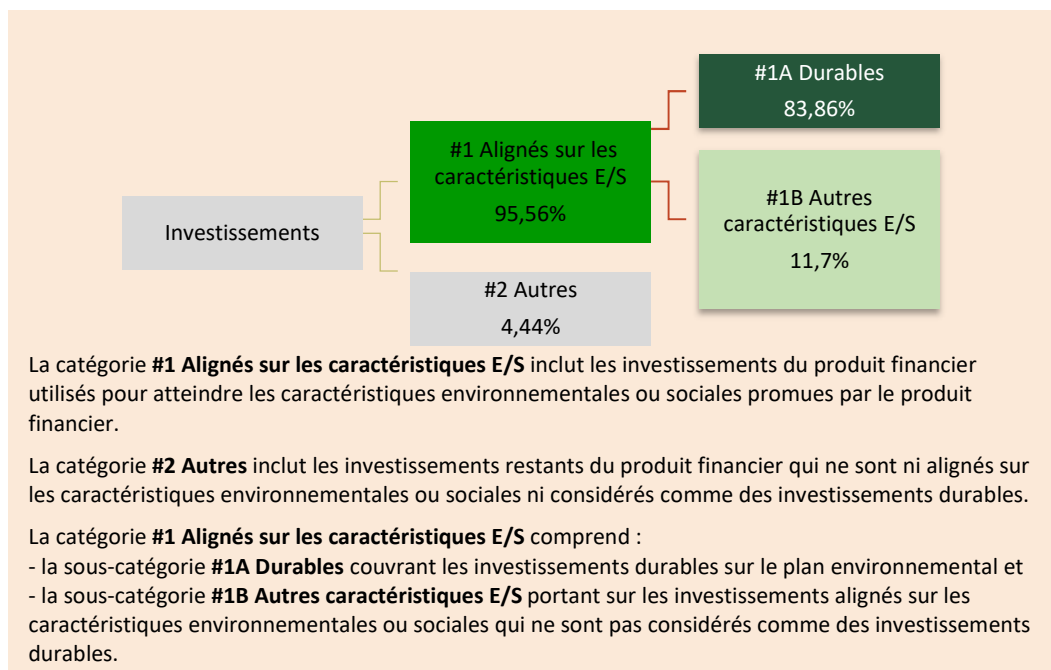 #1A Durables
83,86%
#1 Alignés sur les
caractéristiques E/S
95,56%
#1B Autres
caractéristiques E/S
11,7%
Investissements
#2 Autres
4,44%
La catégorie #1 Alignés sur les caractéristiques E/S inclut les investissements du produit financier
utilisés pour atteindre les caractéristiques environnementales ou sociales promues par le produit
financier.
La catégorie #2 Autres inclut les investissements restants du produit financier qui ne sont ni alignés sur
les caractéristiques environnementales ou sociales ni considérés comme des investissements durables.
La catégorie #1 Alignés sur les caractéristiques E/S comprend :
- la sous-catégorie #1A Durables couvrant les investissements durables sur le plan environnemental et
- la sous-catégorie #1B Autres caractéristiques E/S portant sur les investissements alignés sur les
caractéristiques environnementales ou sociales qui ne sont pas considérés comme des investissements
durables.